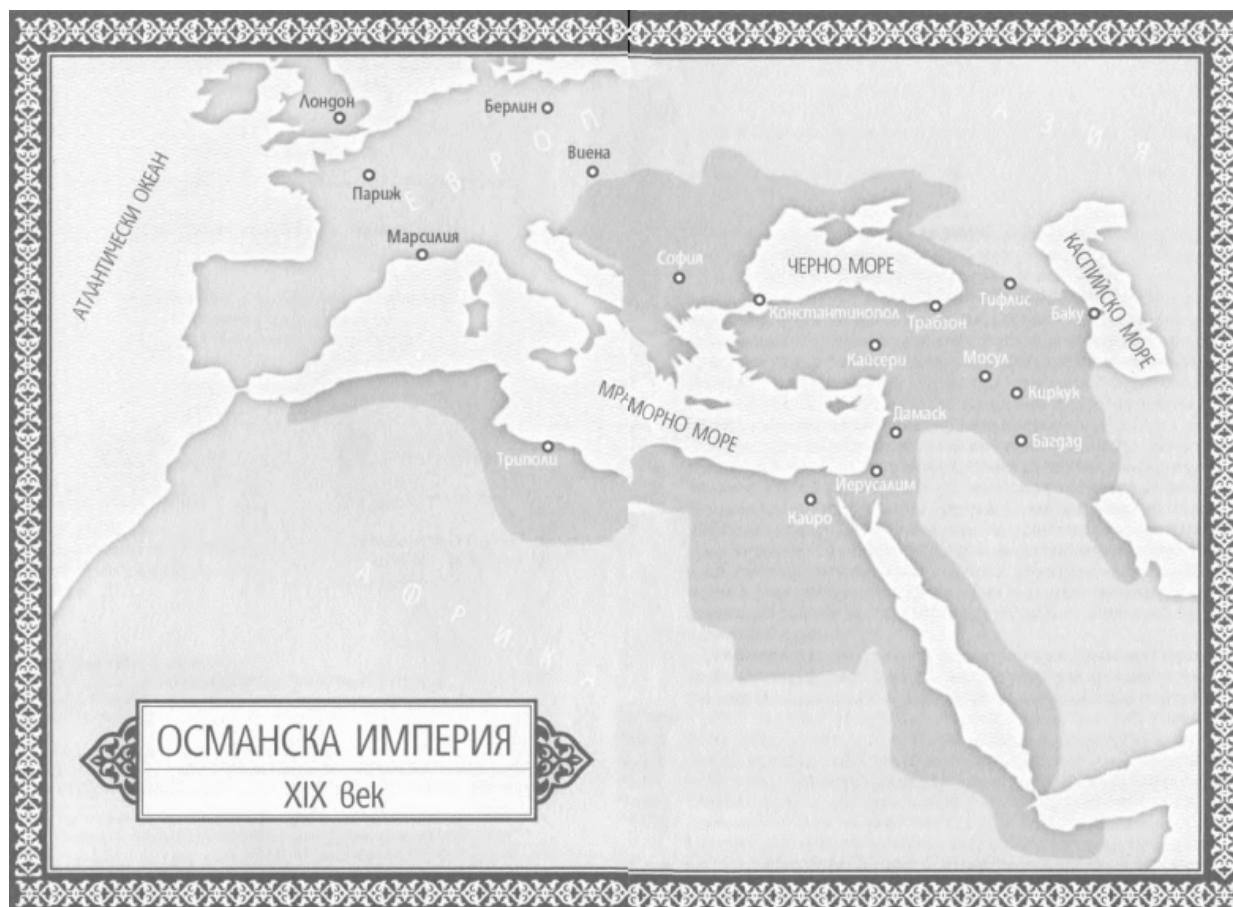 Лондон
Берлин
Виена
Париж
Марсилия
АТЛАНТИЧЕСКИ ОКЕАН
Е В Р О П
А З И Я
София
ЧЕРНО МОРЕ
КАСПИЙСКО МОРЕ
Константинопол
Трабзон
Тифлис
Баку
Кайсери
Мосул
Киркук
МРАМОРНО МОРЕ
Дамаск
Багдад
Триполи
Йерусалим
Кайро
А Ф Р И К А
ОСМАНСКА ИМПЕРИЯ
XIX век